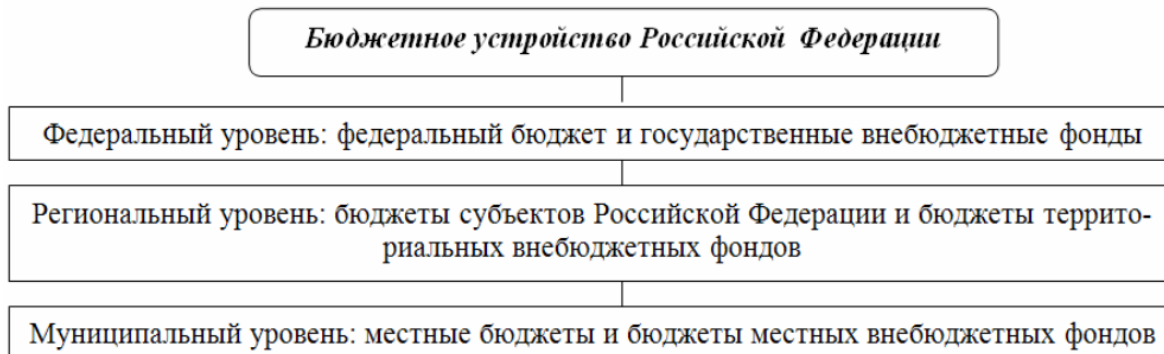 Бюджетное устройство Российской Федерации
Федеральный уровень: федеральный бюджет и государственные внебюджетные фонды
Региональный уровень: бюджеты субъектов Российской Федерации и бюджеты террито-
риальных внебюджетных фондов
Муниципальный уровень: местные бюджеты и бюджеты местных внебюджетных фондов